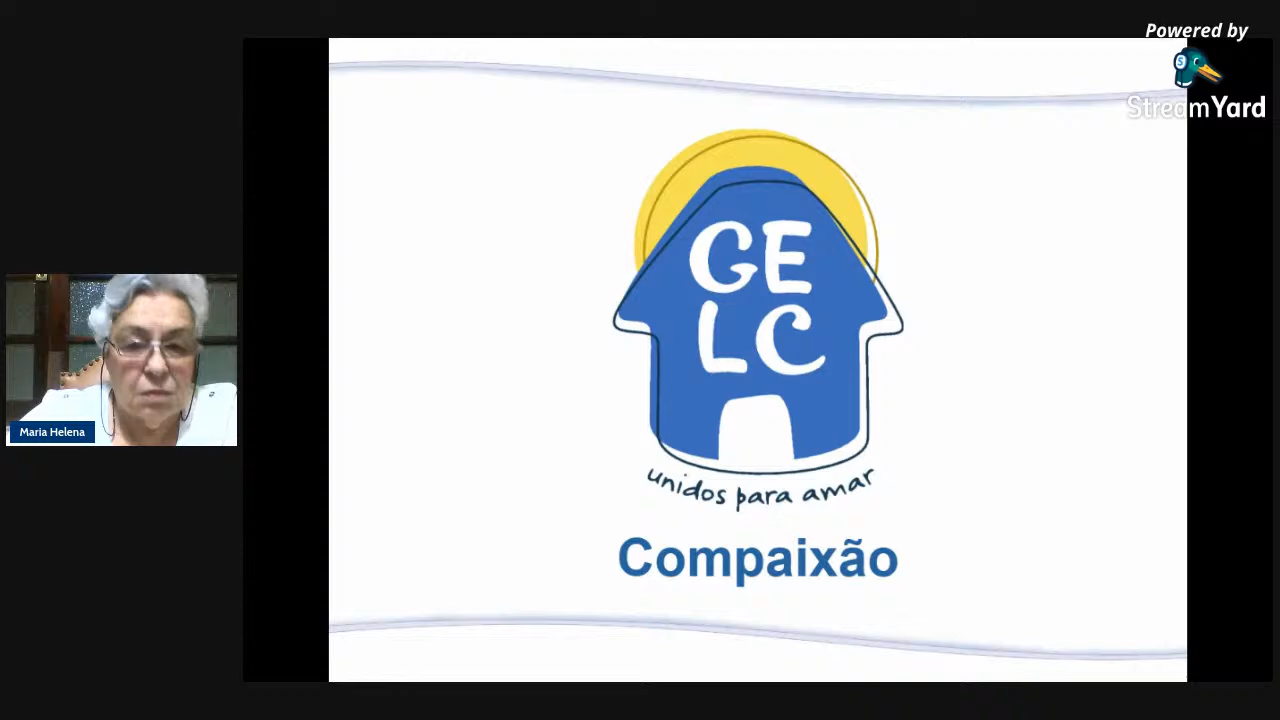 Powered by
StreamYard
GE
LC
unidos para amar
Compaixão
Maria Helena